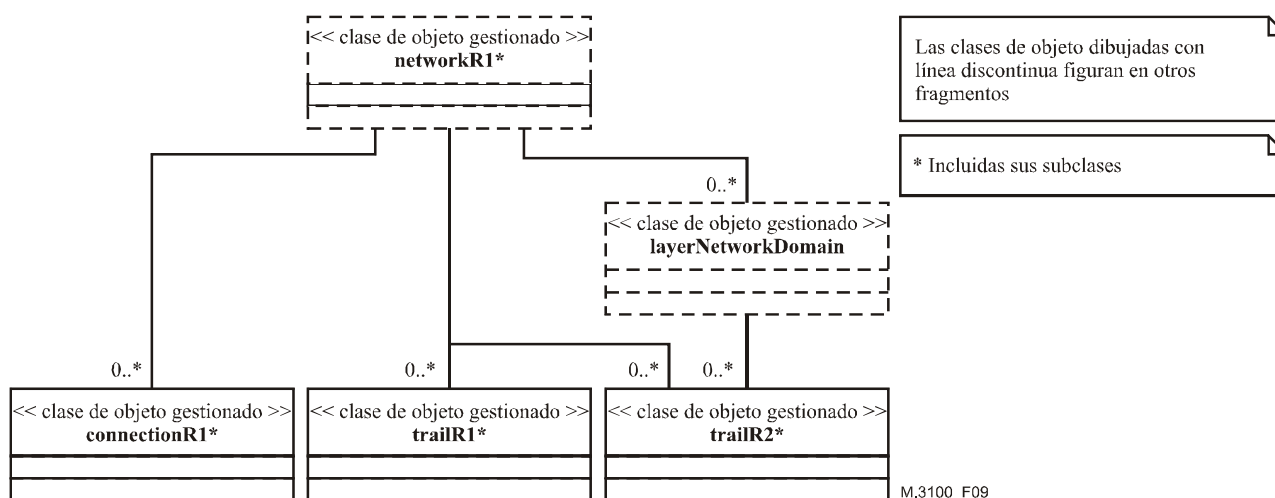 << clase de objeto gestionado >>
networkR1*
Las clases de objeto dibujadas con
línea discontinua figuran en otros
fragmentos
* Incluidas sus subclases
0..*
<< clase de objeto gestionado >>
layerNetworkDomain
0..*
0..*
0..*
0..*
<< clase de objeto gestionado >>
connectionR1*
<< clase de objeto gestionado >>
trailR1*
<< clase de objeto gestionado >>
trailR2*
M.3100_F09